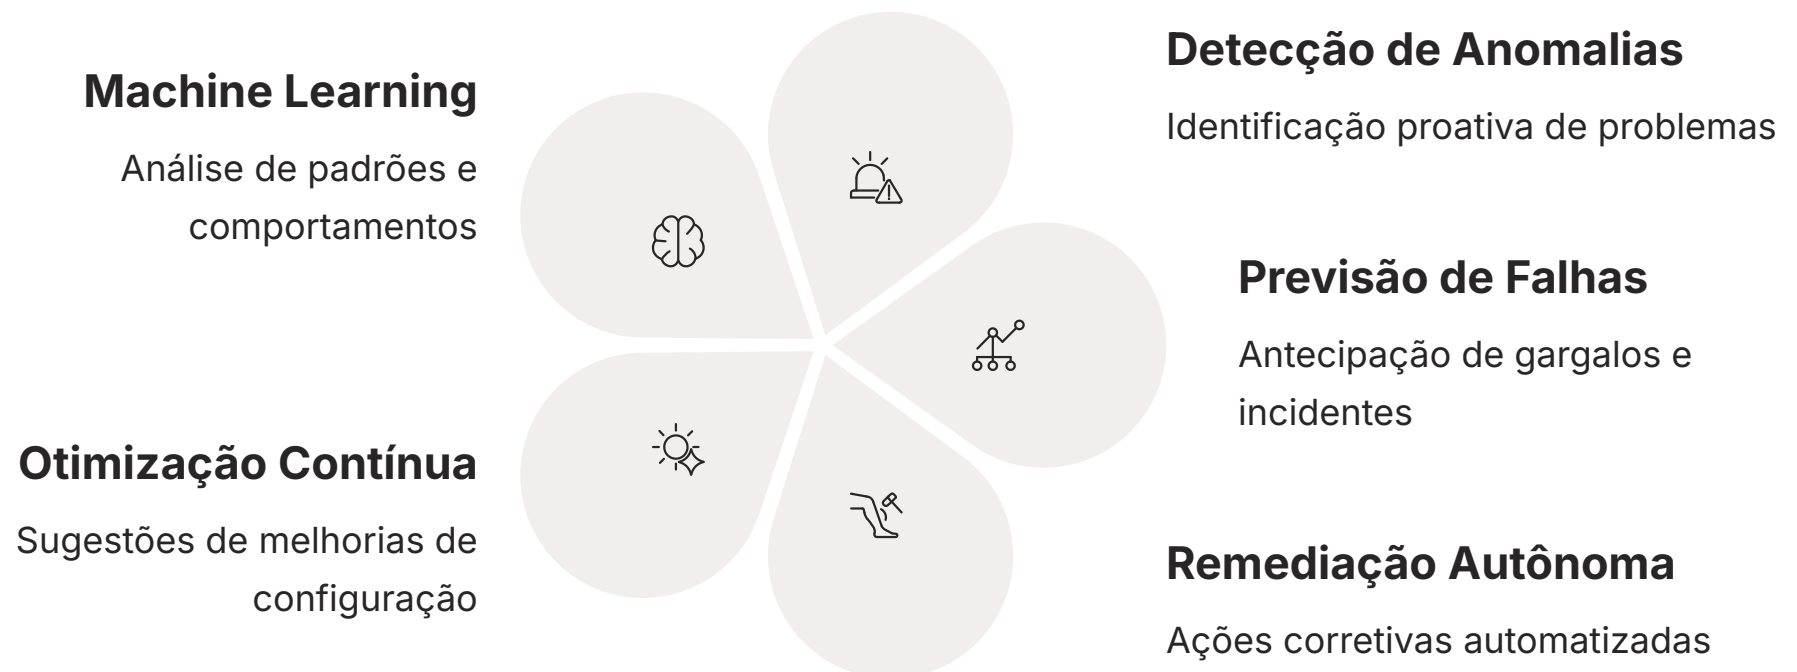 Machine Learning
Análise de padrões e
comportamentos
Detecção de Anomalias
Identificação proativa de problemas
Previsão de Falhas
Antecipação de gargalos e
incidentes
Remediação Autônoma
Ações corretivas automatizadas
Otimização Contínua
Sugestões de melhorias de
configuração